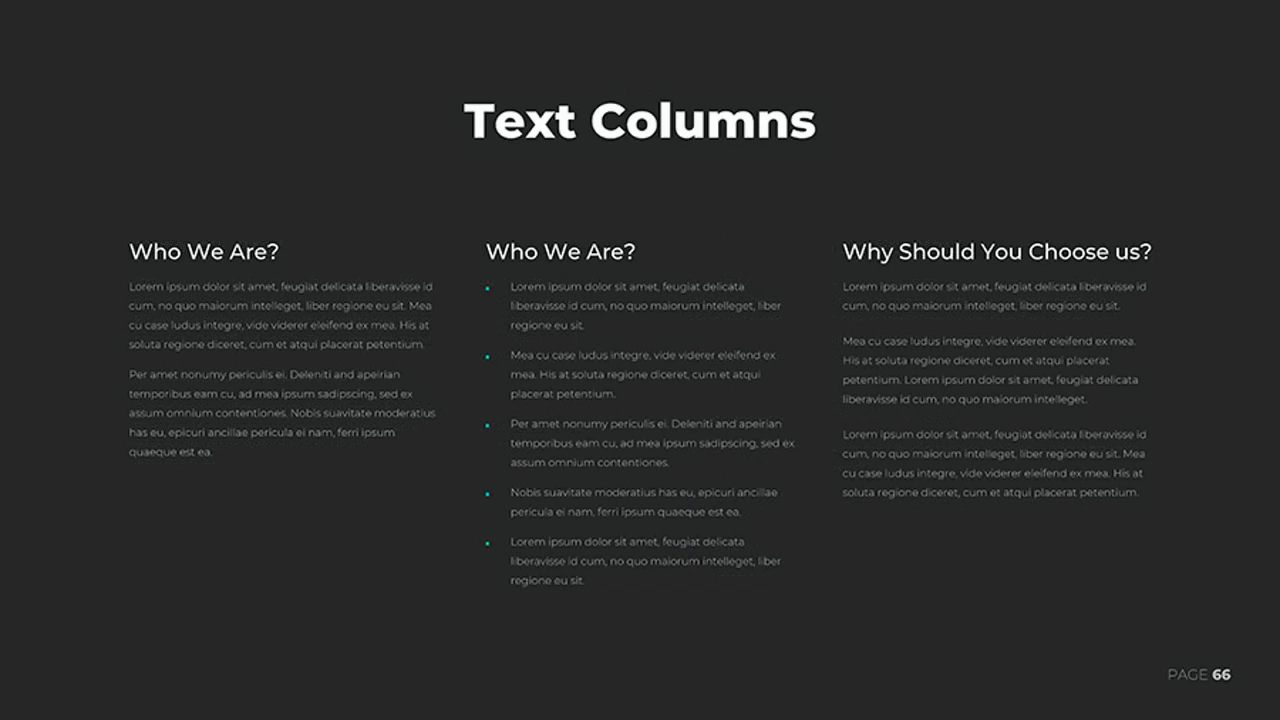 Text Columns
Who We Are?
Lorem ipsum dolor sit amet, feugiat delicata liberavisse id
cum, no quo maiorum intelleget, liber regione eu sit. Mea
cu case ludus integre, vide viderer eleifend ex mea. His at
soluta regione diceret, cum et atqui placerat petentium.
Per amet nonumy periculis ei. Deleniti and apeirian
temporibus eam cu, ad mea ipsum sadipscing, sed ex
assum omnium contentiones. Nobis suavitate moderatius
has eu, epicuri ancillae pericula ei nam, ferri ipsum
quaeque est ea.
Who We Are?
Lorem ipsum dolor sit amet, feugiat delicata
liberavisse id cum, no quo maiorum intelleget, liber
regione eu sit.
Mea cu case ludus integre, vide viderer eleifend ex
mea. His at soluta regione diceret, cum et atqui
placerat petentium.
Per amet nonumy periculis ei. Deleniti and apeirian
temporibus eam cu, ad mea ipsum sadipscing, sed ex
assum omnium contentiones.
Nobis suavitate moderatius has eu, epicuri ancillae
pericula ei nam, ferri ipsum quaeque est ea.
Lorem ipsum dolor sit amet, feugiat delicata
liberavisse id cum, no quo maiorum intelleget, liber
regione eu sit.
Why Should You Choose us?
Lorem ipsum dolor sit amet, feugiat delicata liberavisse id
cum, no quo maiorum intelleget, liber regione eu sit.
Mea cu case ludus integre, vide viderer eleifend ex mea.
His at soluta regione diceret, cum et atqui placerat
petentium. Lorem ipsum dolor sit amet, feugiat delicata
liberavisse id cum, no quo maiorum intelleget.
Lorem ipsum dolor sit amet, feugiat delicata liberavisse id
cum, no quo maiorum intelleget, liber regione eu sit. Mea
cu case ludus integre, vide viderer eleifend ex mea. His at
soluta regione diceret, cum et atqui placerat petentium.
PAGE 66